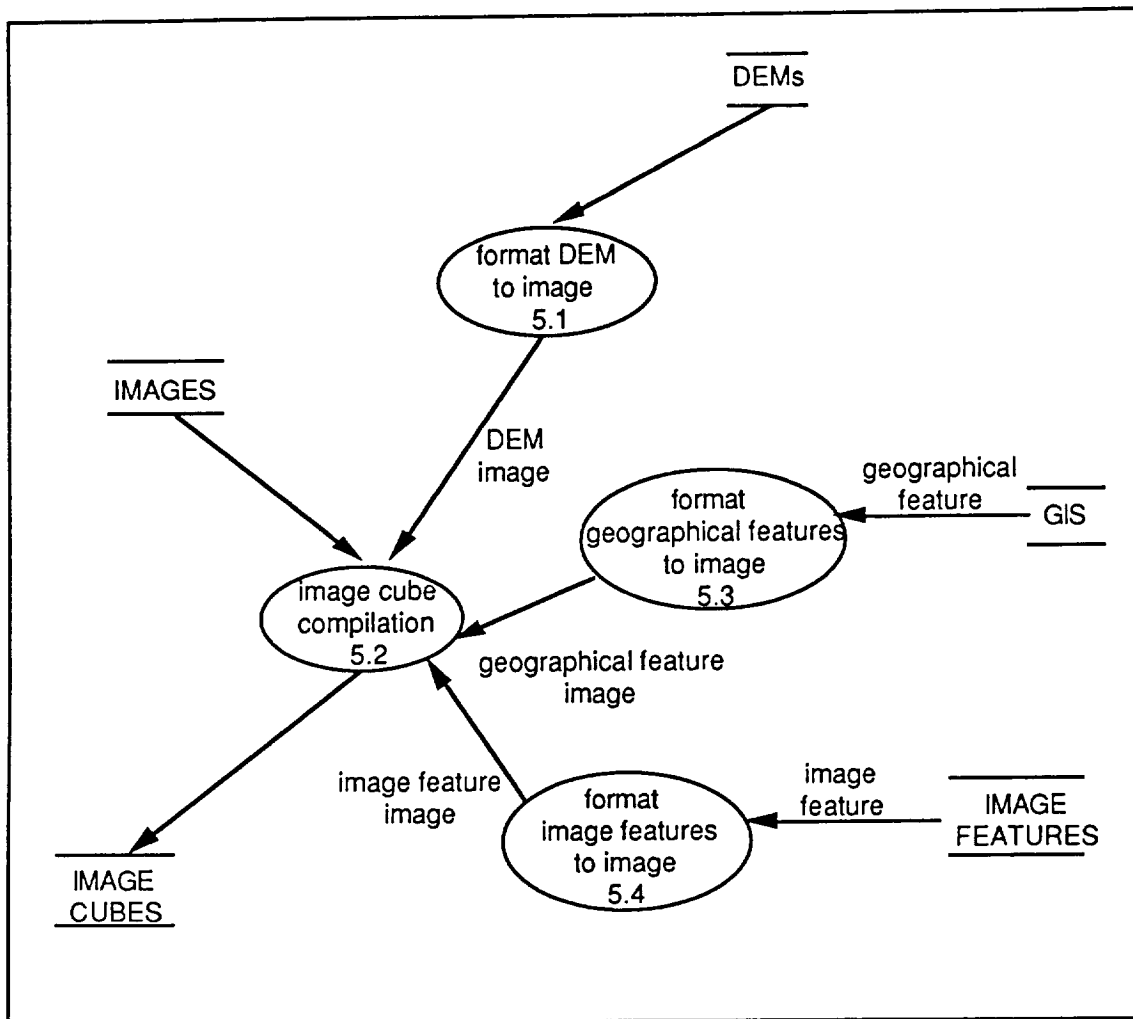 DEMs
format DEM
to image
5.1
IMAGES
DEM
image
geographical
feature
GIS
format
geographical features
to image
5.3
image cube
compilation
5.2
geographical feature
image
image feature
image
format
image features
to image
5.4
image
feature
IMAGE
FEATURES
IMAGE
CUBES